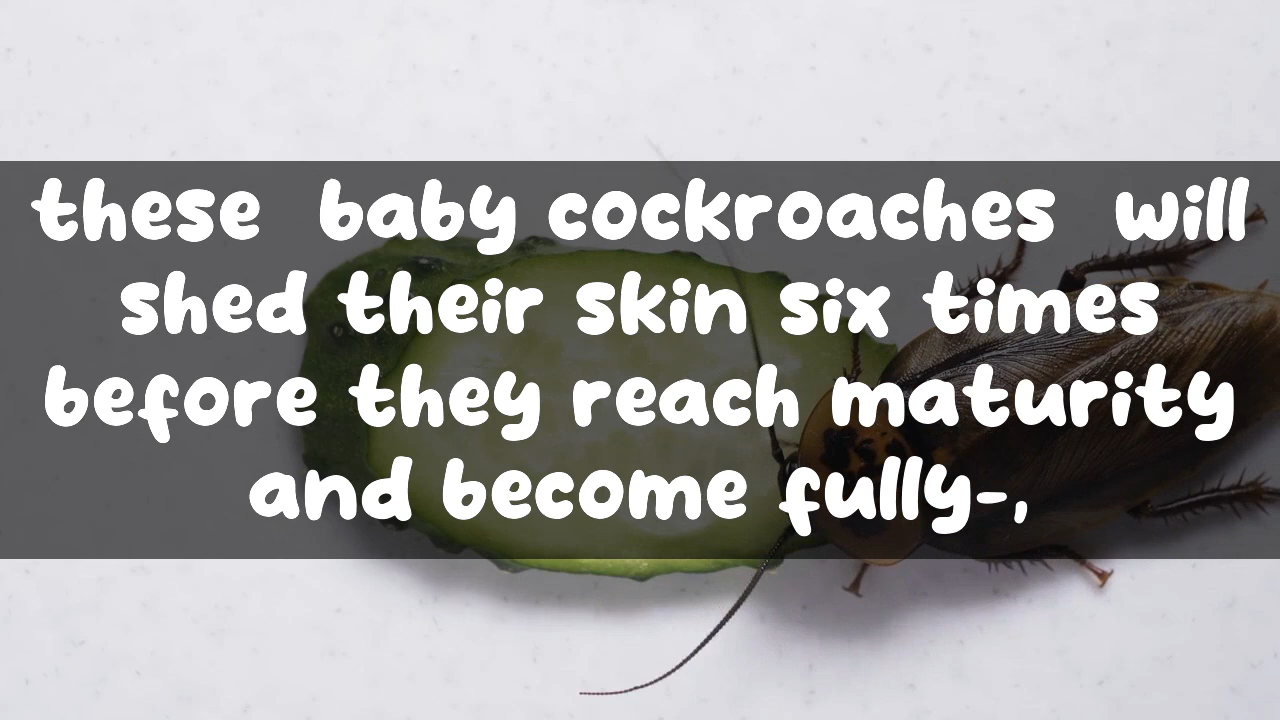 these baby cockroaches will
shed their skin six times
before they reach maturity
and become fully-,